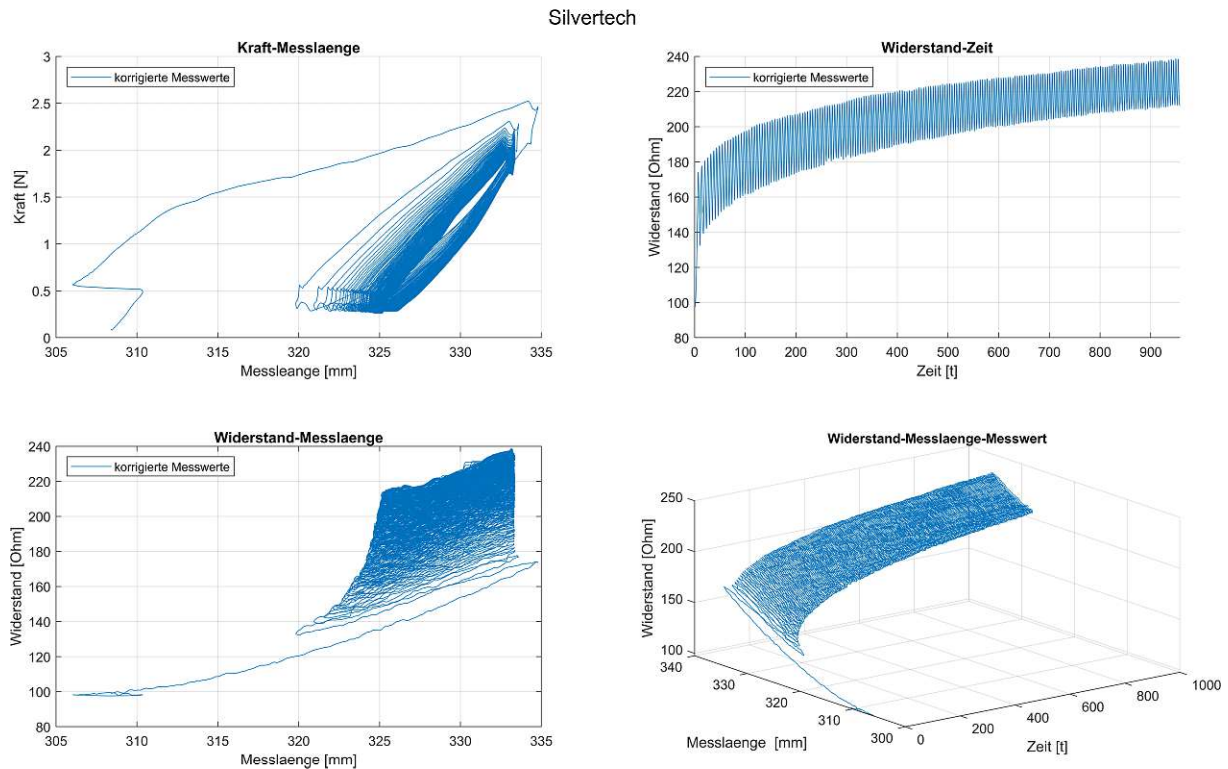 Silvertech
Kraft-Messlaenge
korrigierte Messwerte
Kraft [N]
3
2.5
2
1.5
1
0.5
0
305 310 315 320 325 330 335
Messleange [mm]
Widerstand-Zeit
korrigierte Messwerte
Widerstand [Ohm]
240
220
200
180
160
140
120
100
80
0 100 200 300 400 500 600 700 800 900
Zeit [t]
Widerstand-Messlaenge
korrigierte Messwerte
Widerstand [Ohm]
240
220
200
180
160
140
120
100
80
305 310 315 320 325 330 335
Messlaenge [mm]
Widerstand-Messlaenge-Messwert
Widerstand [Ohm]
250
200
150
100
340
330
320
310
300
Messlaenge [mm]
0
200
400
600
800
1000
Zeit [t]